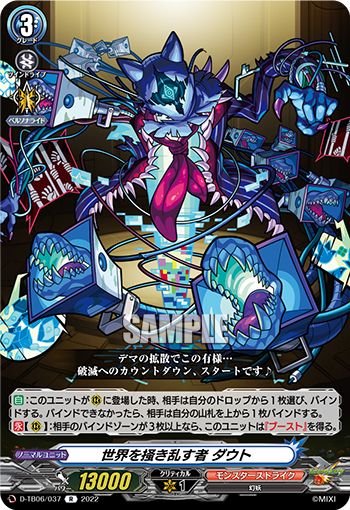 3
グレード
ツインドライブ
ペルソナライド
SAMPLE
デマの拡散でこの有様…
破滅へのカウントダウン、スタートです♪
自：このユニットがⓇに登場した時、相手は自分のドロップから1枚選び、バインドする。バインドできなかったら、相手は自分の山札を上から1枚バインドする。
永【Ⓡ】：相手のバインドゾーンが3枚以上なら、このユニットは『ブースト』を得る。
ノーマルユニット
世界を掻き乱す者 ダウト
パワー 13000
クリティカル
1
モンスターストライク
幻妖
D-TB06/037 R 2022
©MIXI